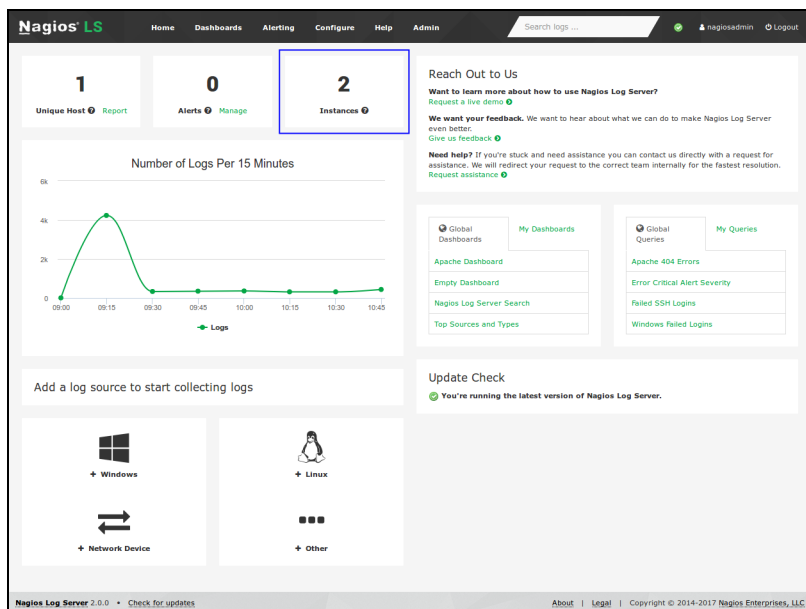 Nagios® LS
Home Dashboards Alerting Configure Help Admin
Search logs ...
nagiosadmin Logout
1
Unique Host Report
0
Alerts Manage
2
Instances
Number of Logs Per 15 Minutes
6k
4k
2k
0
09:00 09:15 09:30 09:45 10:00 10:15 10:30 10:45
Logs
Add a log source to start collecting logs
+ Windows
+ Linux
+ Network Device
+ Other
Reach Out to Us
Want to learn more about how to use Nagios Log Server?
Request a live demo
We want your feedback. We want to hear about what we can do to make Nagios Log Server
even better.
Give us feedback
Need help? If you're stuck and need assistance you can contact us directly with a request for
assistance. We will redirect your request to the correct team internally for the fastest resolution.
Request assistance
Global
Dashboards
My Dashboards
Apache Dashboard
Empty Dashboard
Nagios Log Server Search
Top Sources and Types
Global
Queries
My Queries
Apache 404 Errors
Error Critical Alert Severity
Failed SSH Logins
Windows Failed Logins
Update Check
You're running the latest version of Nagios Log Server.
Nagios Log Server 2.0.0 • Check for updates
About | Legal | Copyright © 2014-2017 Nagios Enterprises, LLC